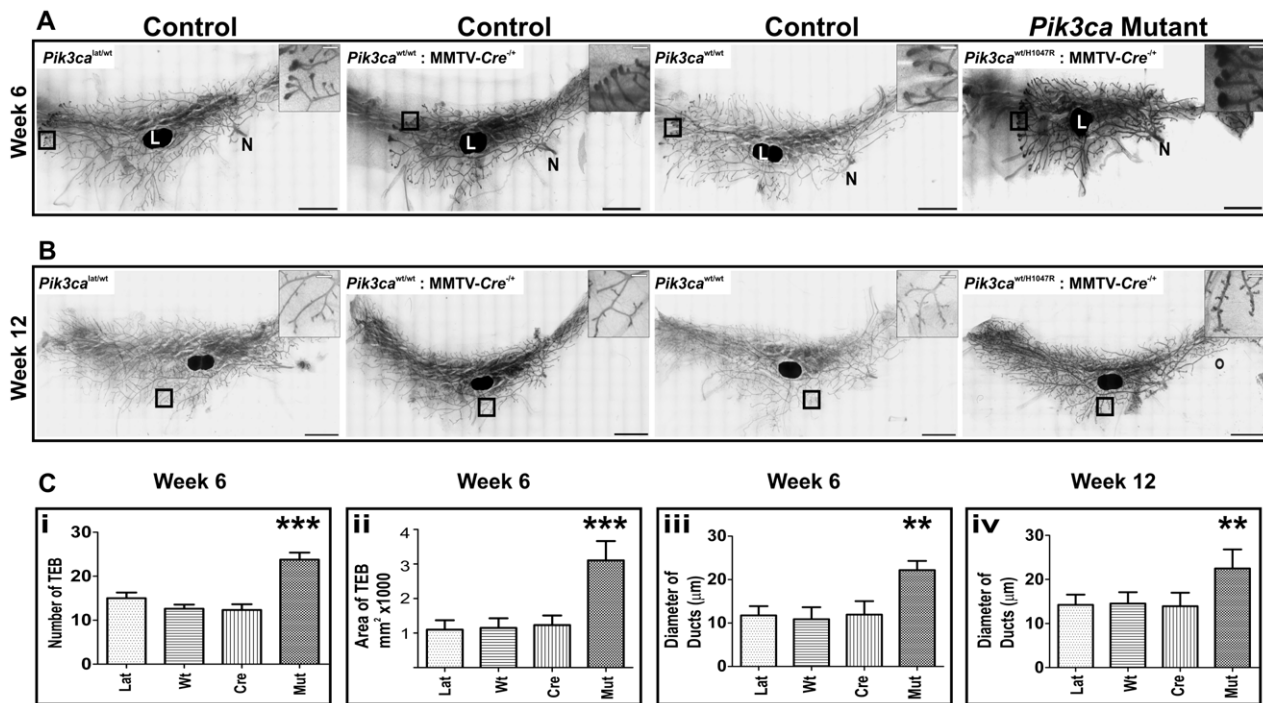 A
Control
Control
Control
Pik3ca Mutant
Week 6
Pik3ca lat/wt
Pik3ca wt/wt : MMTV-Cre -/+
Pik3ca wt/wt
Pik3ca wt/H1047R : MMTV-Cre -/+
L
N
L
N
L
N
L
N
B
Week 12
Pik3ca lat/wt
Pik3ca wt/wt : MMTV-Cre -/+
Pik3ca wt/wt
Pik3ca wt/H1047R : MMTV-Cre -/+
C
Week 6
Week 6
Week 6
Week 12
i
***
Number of TEB
30
20
10
0
Lat
Wt
Cre
Mut
ii
***
Area of TEB
mm² x1000
4
3
2
1
Lat
Wt
Cre
Mut
iii
**
Diameter of
Ducts (μm)
30
20
10
0
Lat
Wt
Cre
Mut
iv
**
Diameter of
Ducts (μm)
30
20
10
0
Lat
Wt
Cre
Mut